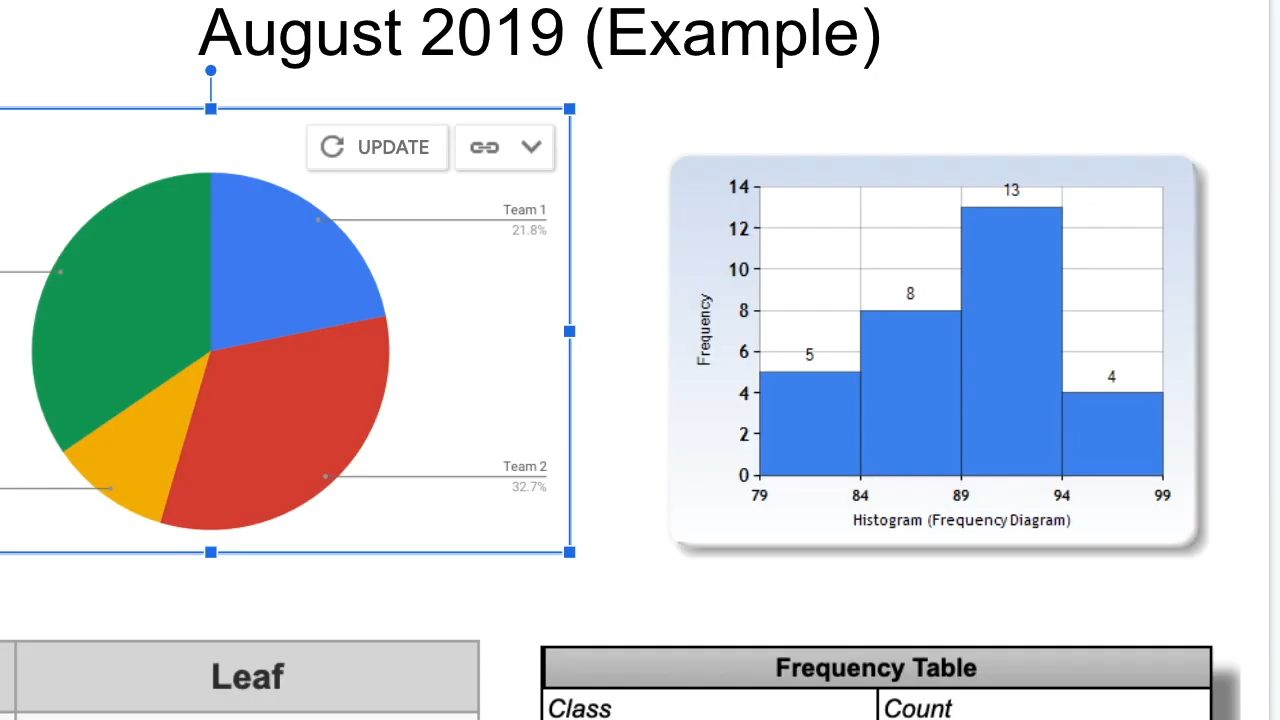 August 2019 (Example)
UPDATE
Team 1
21.8%
Team 2
32.7%
14
13
12
10
8
8
Frequency
6
5
4
4
2
0
79 84 89 94 99
Histogram (Frequency Diagram)
Leaf
Frequency Table
Class Count